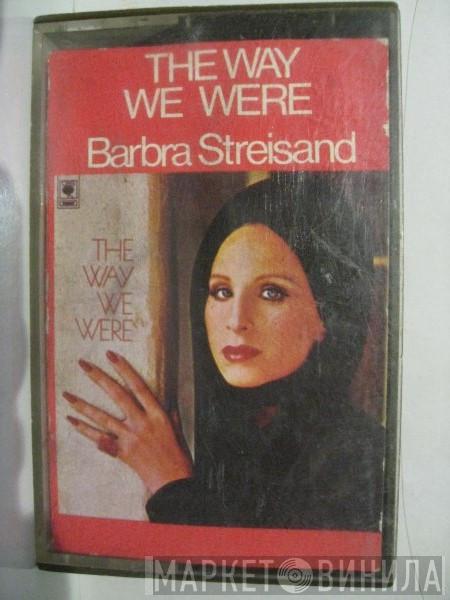 THE WAY
WE WERE
Barbra Streisand
THE
WAY
WE
WERE
МАРКЕТ ВИНИЛА